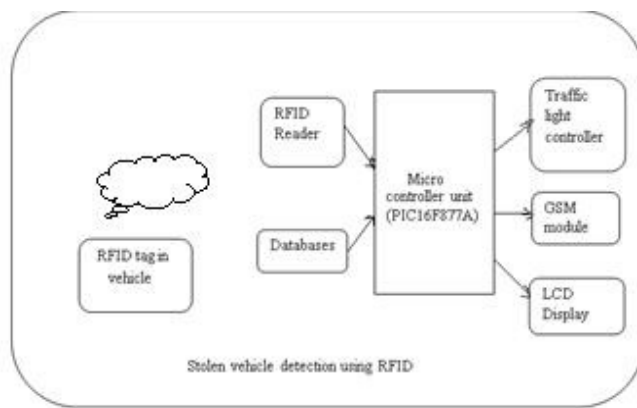 RFID
Reader
Databases
RFID tag in
vehicle
Micro
controller unit
(PIC16F877A)
Traffic
light
controller
GSM
module
LCD
Display
Stolen vehicle detection using RFID